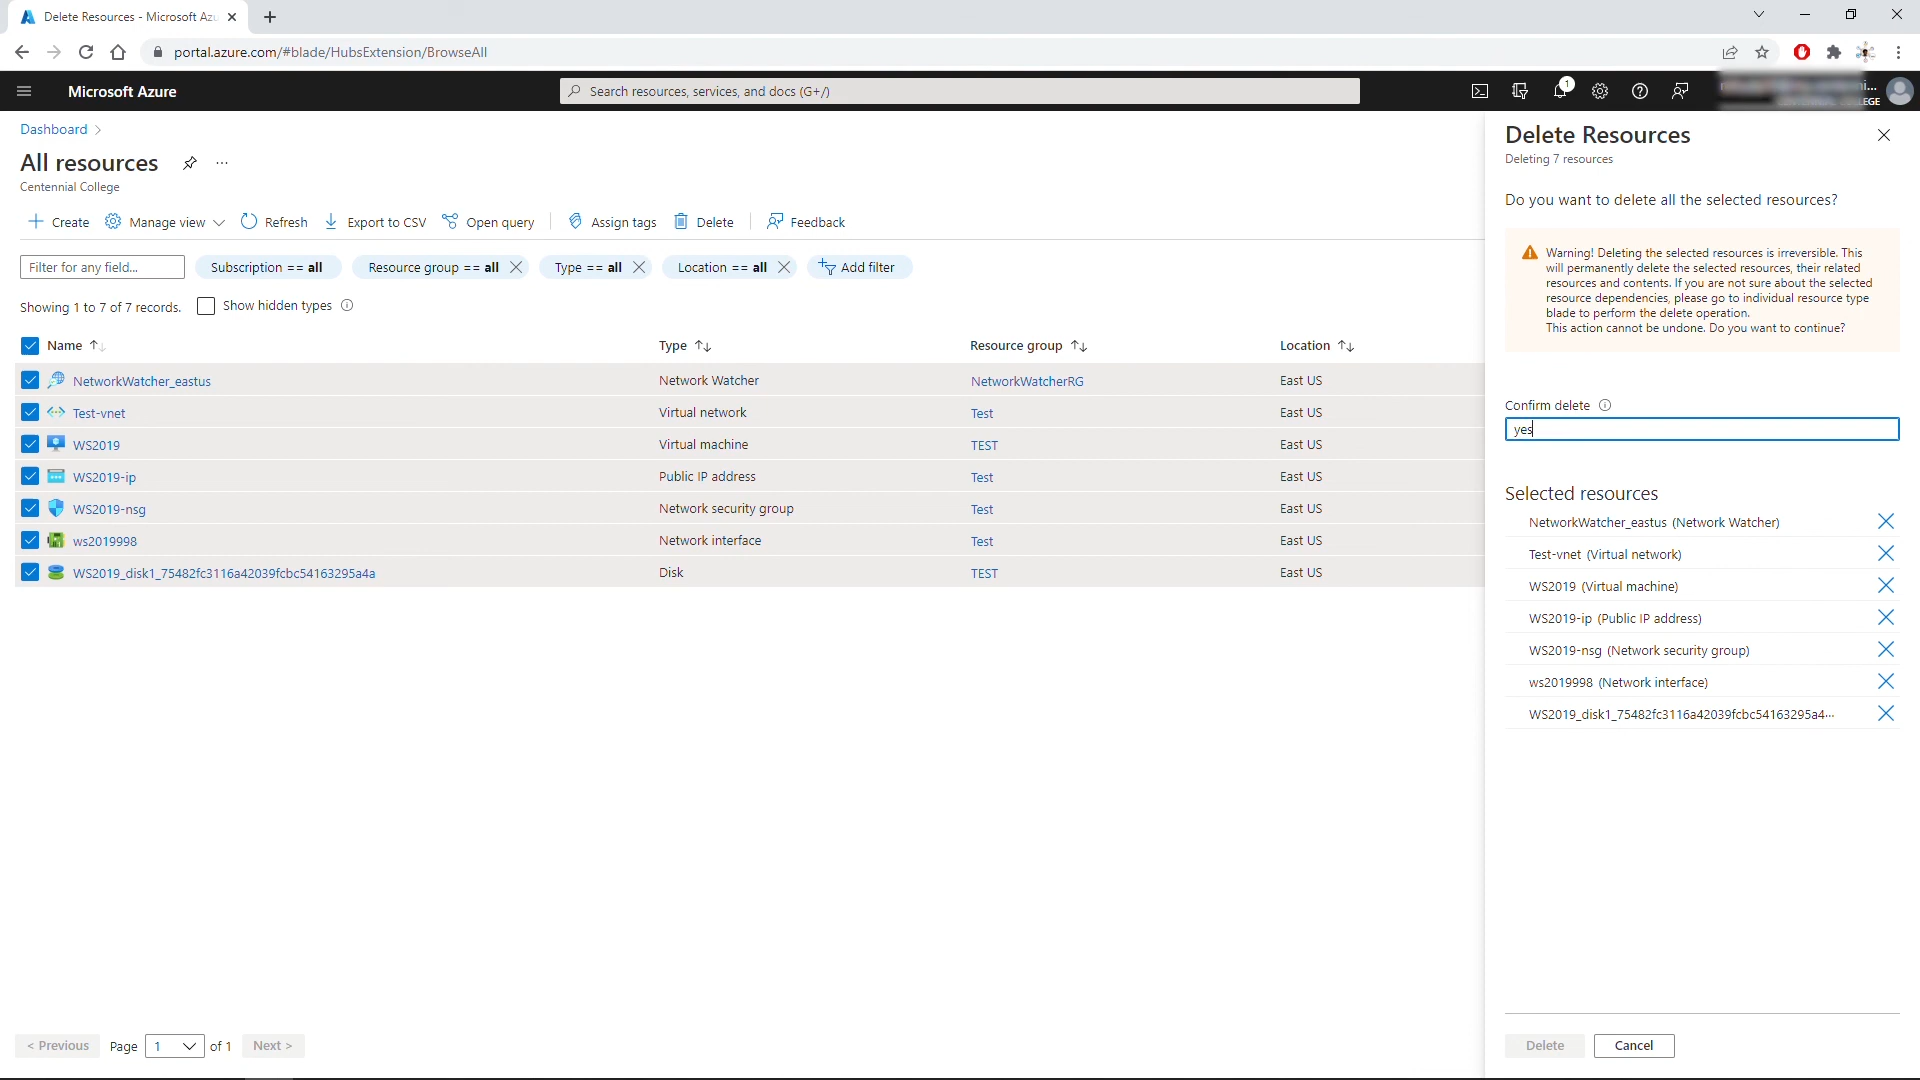 Delete Resources - Microsoft Azu
portal.azure.com/#blade/HubsExtension/BrowseAll
Microsoft Azure
Search resources, services, and docs (G+/)
1
Dashboard >
All resources
Centennial College
Create
Manage view
Refresh
Export to CSV
Open query
Assign tags
Delete
Feedback
Filter for any field...
Subscription == all
Resource group == all
Type == all
Location == all
Add filter
Showing 1 to 7 of 7 records.
Show hidden types
Name Type Resource group Location
NetworkWatcher_eastus Network Watcher NetworkWatcherRG East US
Test-vnet Virtual network Test East US
WS2019 Virtual machine TEST East US
WS2019-ip Public IP address Test East US
WS2019-nsg Network security group Test East US
ws2019998 Network interface Test East US
WS2019_disk1_75482fc3116a42039fcbc54163295a4a Disk TEST East US
< Previous Page 1 of 1 Next >
Delete Resources
Deleting 7 resources
Do you want to delete all the selected resources?
Warning! Deleting the selected resources is irreversible. This
will permanently delete the selected resources, their related
resources and contents. If you are not sure about the selected
resource dependencies, please go to individual resource type
blade to perform the delete operation.
This action cannot be undone. Do you want to continue?
Confirm delete
yes
Selected resources
NetworkWatcher_eastus (Network Watcher)
Test-vnet (Virtual network)
WS2019 (Virtual machine)
WS2019-ip (Public IP address)
WS2019-nsg (Network security group)
ws2019998 (Network interface)
WS2019_disk1_75482fc3116a42039fcbc54163295a4...
Delete Cancel